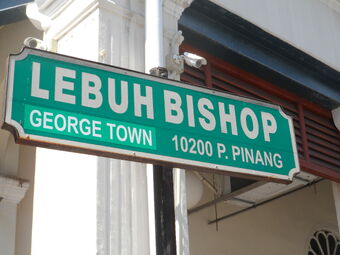 LEBUH BISHOP
GEORGE TOWN 10200 P. PINANG